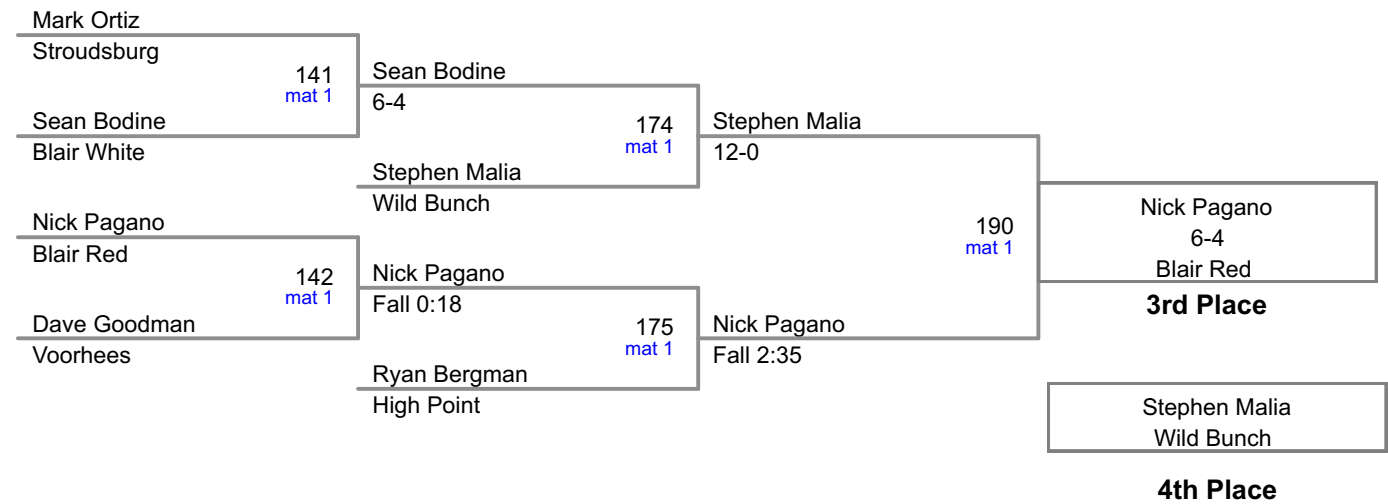 Mark Ortiz
Stroudsburg
141
mat 1
Sean Bodine
Blair White
Sean Bodine
6-4
174
mat 1
Stephen Malia
Wild Bunch
Stephen Malia
12-0
Nick Pagano
Blair Red
142
mat 1
Dave Goodman
Voorhees
Nick Pagano
Fall 0:18
175
mat 1
Ryan Bergman
High Point
Nick Pagano
Fall 2:35
190
mat 1
Nick Pagano
6-4
Blair Red
3rd Place
Stephen Malia
Wild Bunch
4th Place